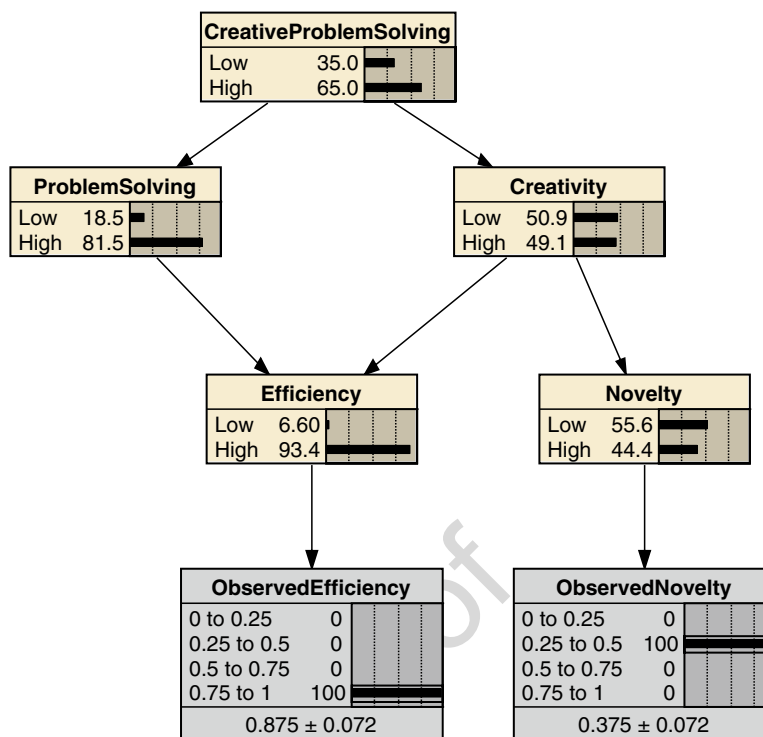 CreativeProblemSolving
Low 35.0
High 65.0
ProblemSolving
Low 18.5
High 81.5
Creativity
Low 50.9
High 49.1
Efficiency
Low 6.60
High 93.4
Novelty
Low 55.6
High 44.4
ObservedEfficiency
0 to 0.25 0
0.25 to 0.5 0
0.5 to 0.75 0
0.75 to 1 100
0.875 ± 0.072
ObservedNovelty
0 to 0.25 0
0.25 to 0.5 100
0.5 to 0.75 0
0.75 to 1 0
0.375 ± 0.072
of